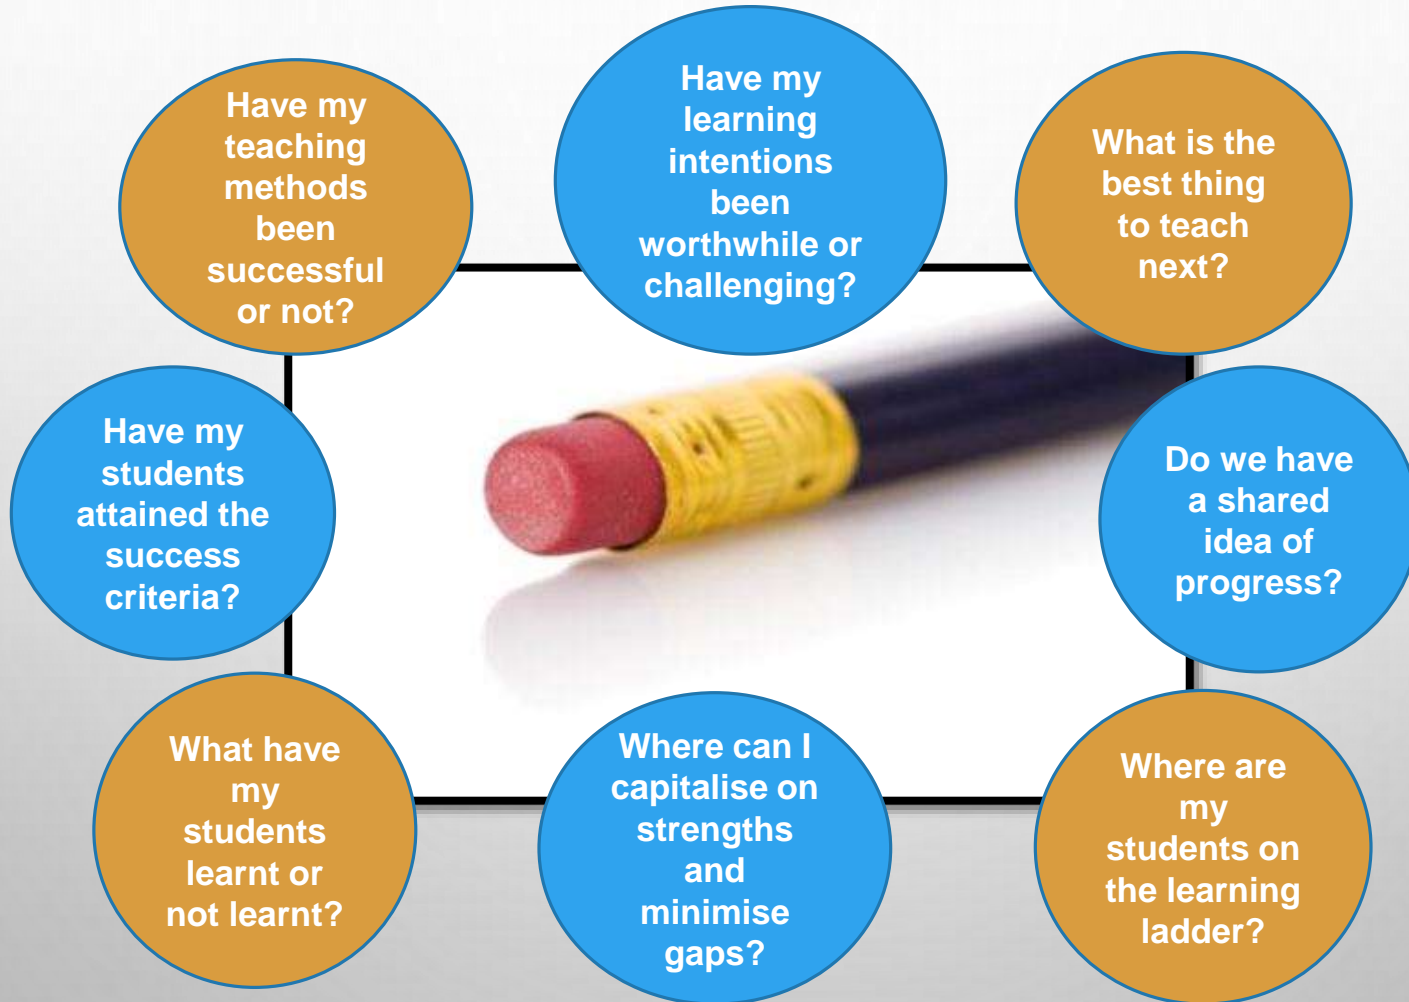 Have my
teaching
methods
been
successful
or not?
Have my
learning
intentions
been
worthwhile or
challenging?
What is the
best thing
to teach
next?
Have my
students
attained the
success
criteria?
Do we have
a shared
idea of
progress?
What have
my
students
learnt or
not learnt?
Where can I
capitalise on
strengths
and
minimise
gaps?
Where are
my
students on
the learning
ladder?